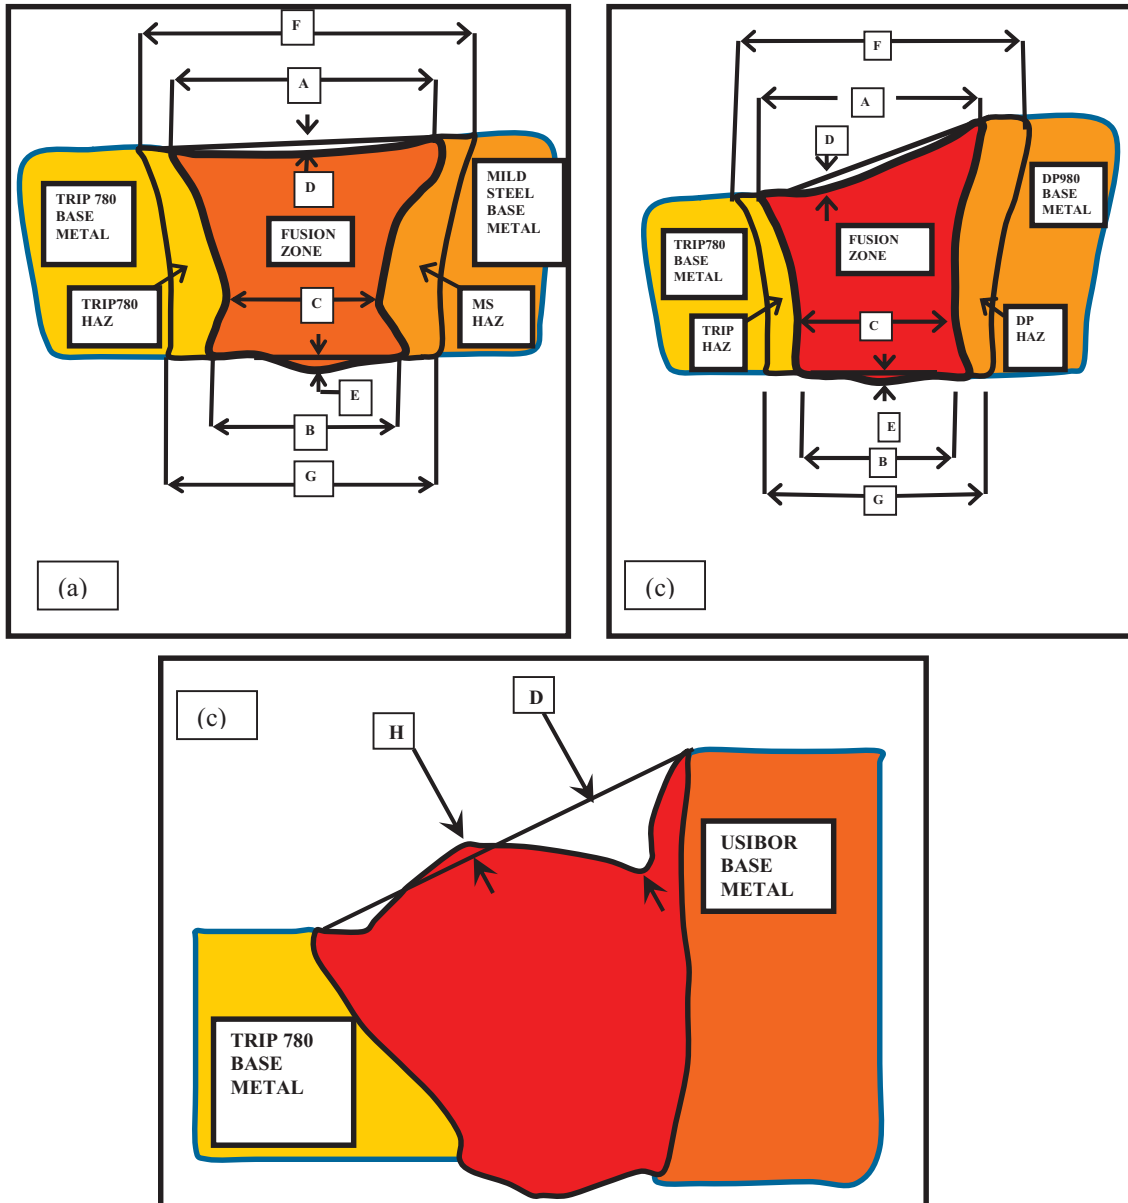 F
A
D
TRIP 780
BASE
METAL
FUSION
ZONE
MILD
STEEL
BASE
METAL
TRIP780
HAZ
C
MS
HAZ
E
B
G
(a)
F
A
D
DP980
BASE
METAL
TRIP780
BASE
METAL
FUSION
ZONE
TRIP
HAZ
C
DP
HAZ
E
B
G
(c)
(c)
D
H
USIBOR
BASE
METAL
TRIP 780
BASE
METAL